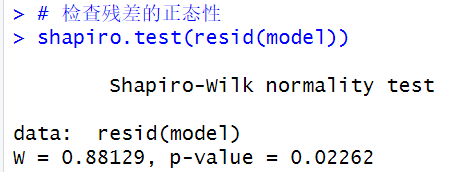 > # 检查残差的正态性
> shapiro.test(resid(model))
Shapiro-Wilk normality test
data:  resid(model)
W = 0.88129, p-value = 0.02262